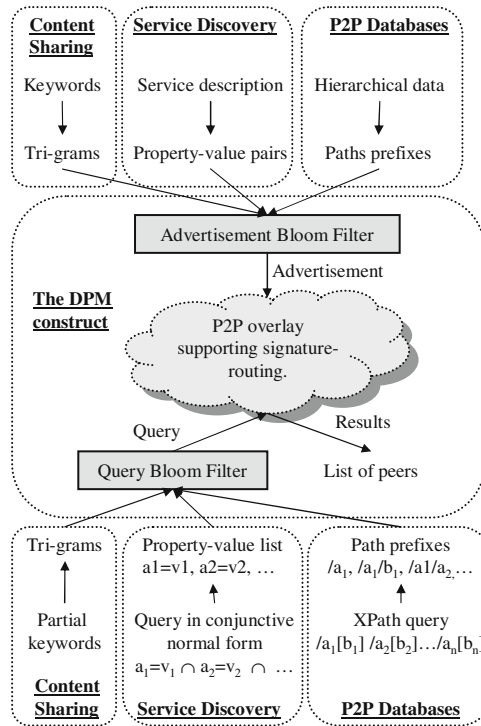 Content
Sharing
Service Discovery
P2P Databases
Keywords
Service description
Hierarchical data
Tri-grams
Property-value pairs
Paths prefixes
Advertisement Bloom Filter
Advertisement
The DPM
construct
P2P overlay
supporting signature-
routing.
Query
Results
Query Bloom Filter
List of peers
Tri-grams
Partial
keywords
Content
Sharing
Property-value list
a1=v1, a2=v2, …
Query in conjunctive
normal form
a₁=v₁ ∩ a₂=v₂ ∩ …
Service Discovery
Path prefixes
/a₁, /a₁/b₁, /a1/a₂,…
XPath query
/a₁[b₁] /a₂[b₂]…/aₙ[bₙ]
P2P Databases